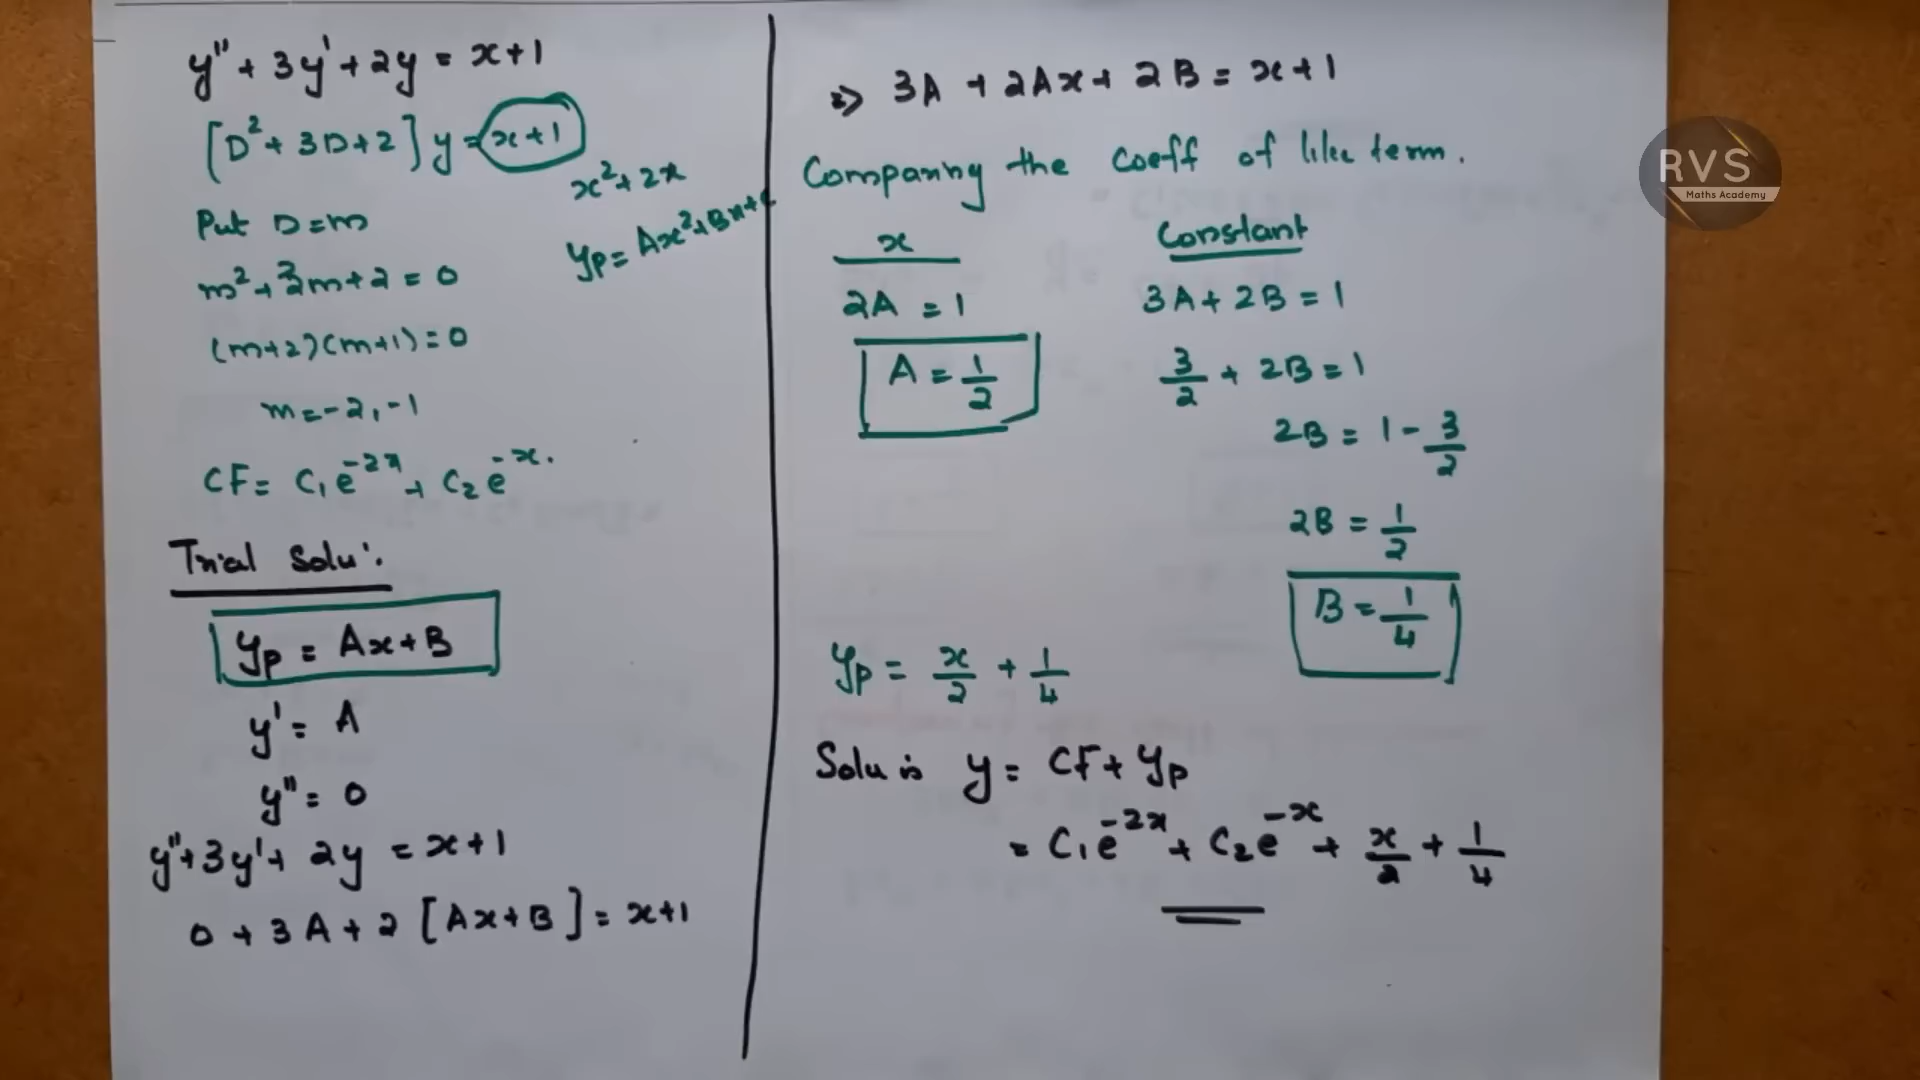 y'' + 3y' + 2y = x+1
[D² + 3D + 2] y = x+1
x² + 2x
Put D = m
yp = Ax² + Bx + c
m² + 3m + 2 = 0
(m+2)(m+1) = 0
m = -2, -1
CF = C₁e⁻²ˣ + C₂e⁻ˣ.
Trial Solu:
yp = Ax + B
y' = A
y'' = 0
y'' + 3y' + 2y = x+1
0 + 3A + 2[Ax+B] = x+1
=> 3A + 2Ax + 2B = x+1
Comparing the coeff of like term.
x Constant
2A = 1 3A + 2B = 1
A = 1/2 3/2 + 2B = 1
2B = 1 - 3/2
2B = 1/2
B = 1/4
yp = x/2 + 1/4
Solu is y = CF + yp
= C₁e⁻²ˣ + C₂e⁻ˣ + x/2 + 1/4
RVS
Maths Academy